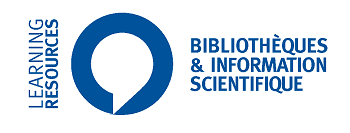 LEARNING
RESOURCES
BIBLIOTHÈQUES
& INFORMATION
SCIENTIFIQUE